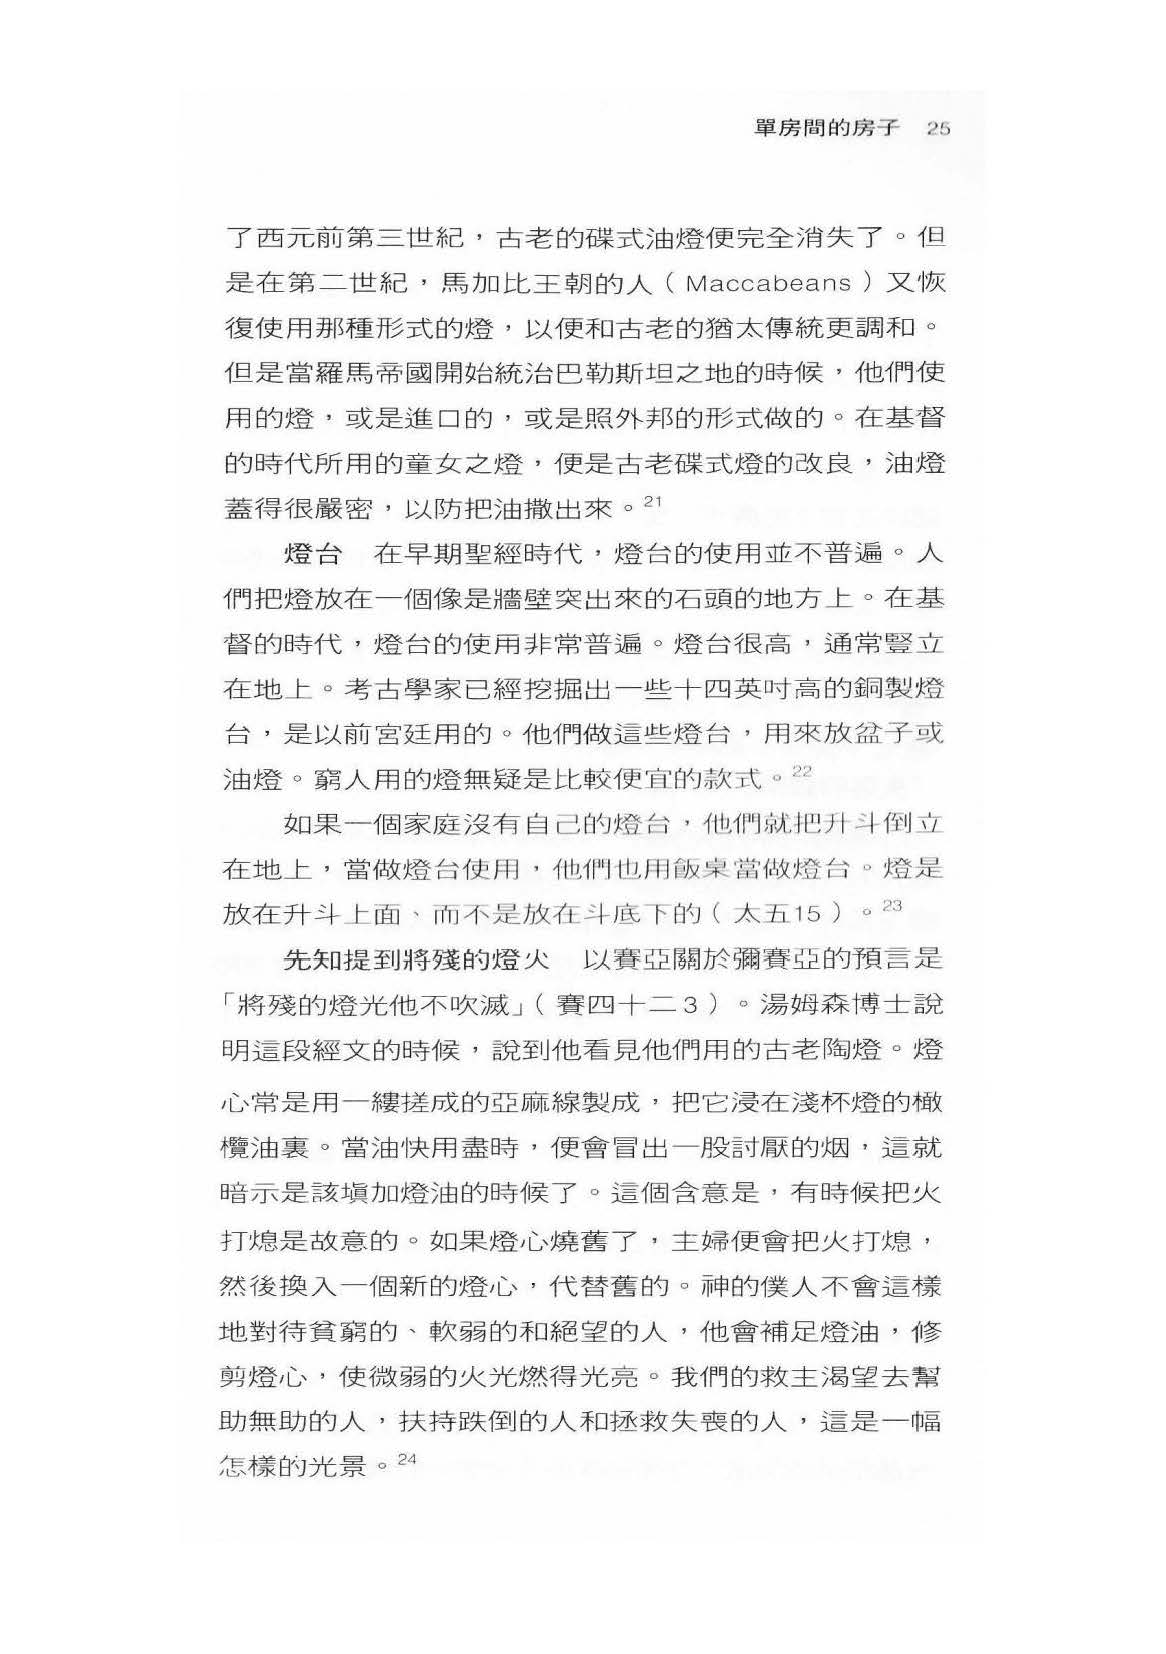 單房間的房子 25
了西元前第三世紀，古老的碟式油燈便完全消失了。但
是在第二世紀，馬加比王朝的人（Maccabeans）又恢
復使用那種形式的燈，以便和古老的猶太傳統更調和。
但是當羅馬帝國開始統治巴勒斯坦之地的時候，他們使
用的燈，或是進口的，或是照外邦的形式做的。在基督
的時代所用的童女之燈，便是古老碟式燈的改良，油燈
蓋得很嚴密，以防把油撒出來。21
燈台　在早期聖經時代，燈台的使用並不普遍。人
們把燈放在一個像是牆壁突出來的石頭的地方上。在基
督的時代，燈台的使用非常普遍。燈台很高，通常豎立
在地上。考古學家已經挖掘出一些十四英吋高的銅製燈
台，是以前宮廷用的。他們做這些燈台，用來放盆子或
油燈。窮人用的燈無疑是比較便宜的款式。22
如果一個家庭沒有自己的燈台，他們就把升斗倒立
在地上，當做燈台使用，他們也用飯桌當做燈台。燈是
放在升斗上面、而不是放在斗底下的（太五15）。23
先知提到將殘的燈火　以賽亞關於彌賽亞的預言是
「將殘的燈光他不吹滅」（賽四十二3）。湯姆森博士說
明這段經文的時候，說到他看見他們用的古老陶燈。燈
心常是用一縷搓成的亞麻線製成，把它浸在淺杯燈的橄
欖油裏。當油快用盡時，便會冒出一股討厭的烟，這就
暗示是該塡加燈油的時候了。這個含意是，有時候把火
打熄是故意的。如果燈心燒舊了，主婦便會把火打熄，
然後換入一個新的燈心，代替舊的。神的僕人不會這樣
地對待貧窮的、軟弱的和絕望的人，他會補足燈油，修
剪燈心，使微弱的火光燃得光亮。我們的救主渴望去幫
助無助的人，扶持跌倒的人和拯救失喪的人，這是一幅
怎樣的光景。24